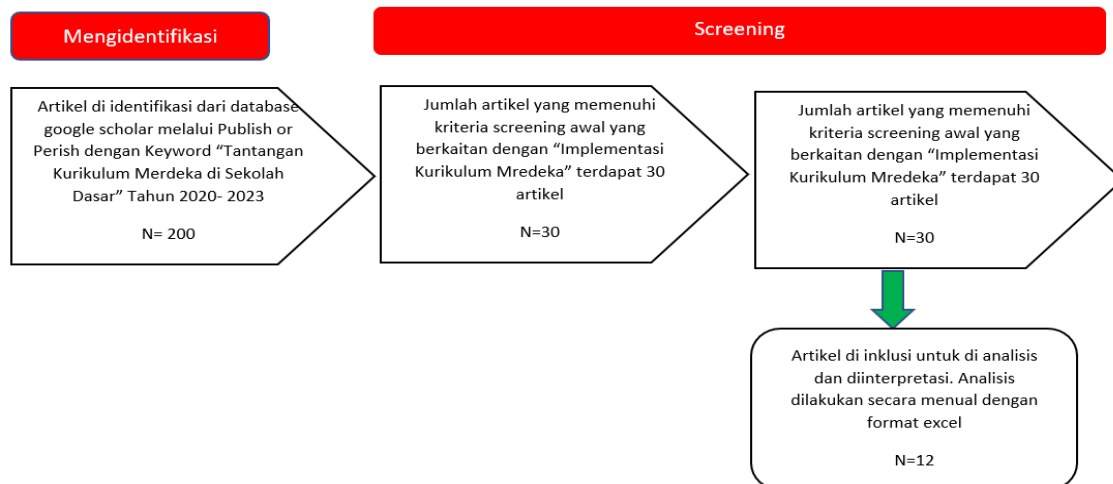 Mengidentifikasi
Screening
Artikel di identifikasi dari database
google scholar melalui Publish or
Perish dengan Keyword “Tantangan
Kurikulum Merdeka di Sekolah
Dasar” Tahun 2020- 2023
N= 200
Jumlah artikel yang memenuhi
kriteria screening awal yang
berkaitan dengan “Implementasi
Kurikulum Mredeka” terdapat 30
artikel
N=30
Jumlah artikel yang memenuhi
kriteria screening awal yang
berkaitan dengan “Implementasi
Kurikulum Mredeka” terdapat 30
artikel
N=30
Artikel di inklusi untuk di analisis
dan diinterpretasi. Analisis
dilakukan secara menual dengan
format excel
N=12